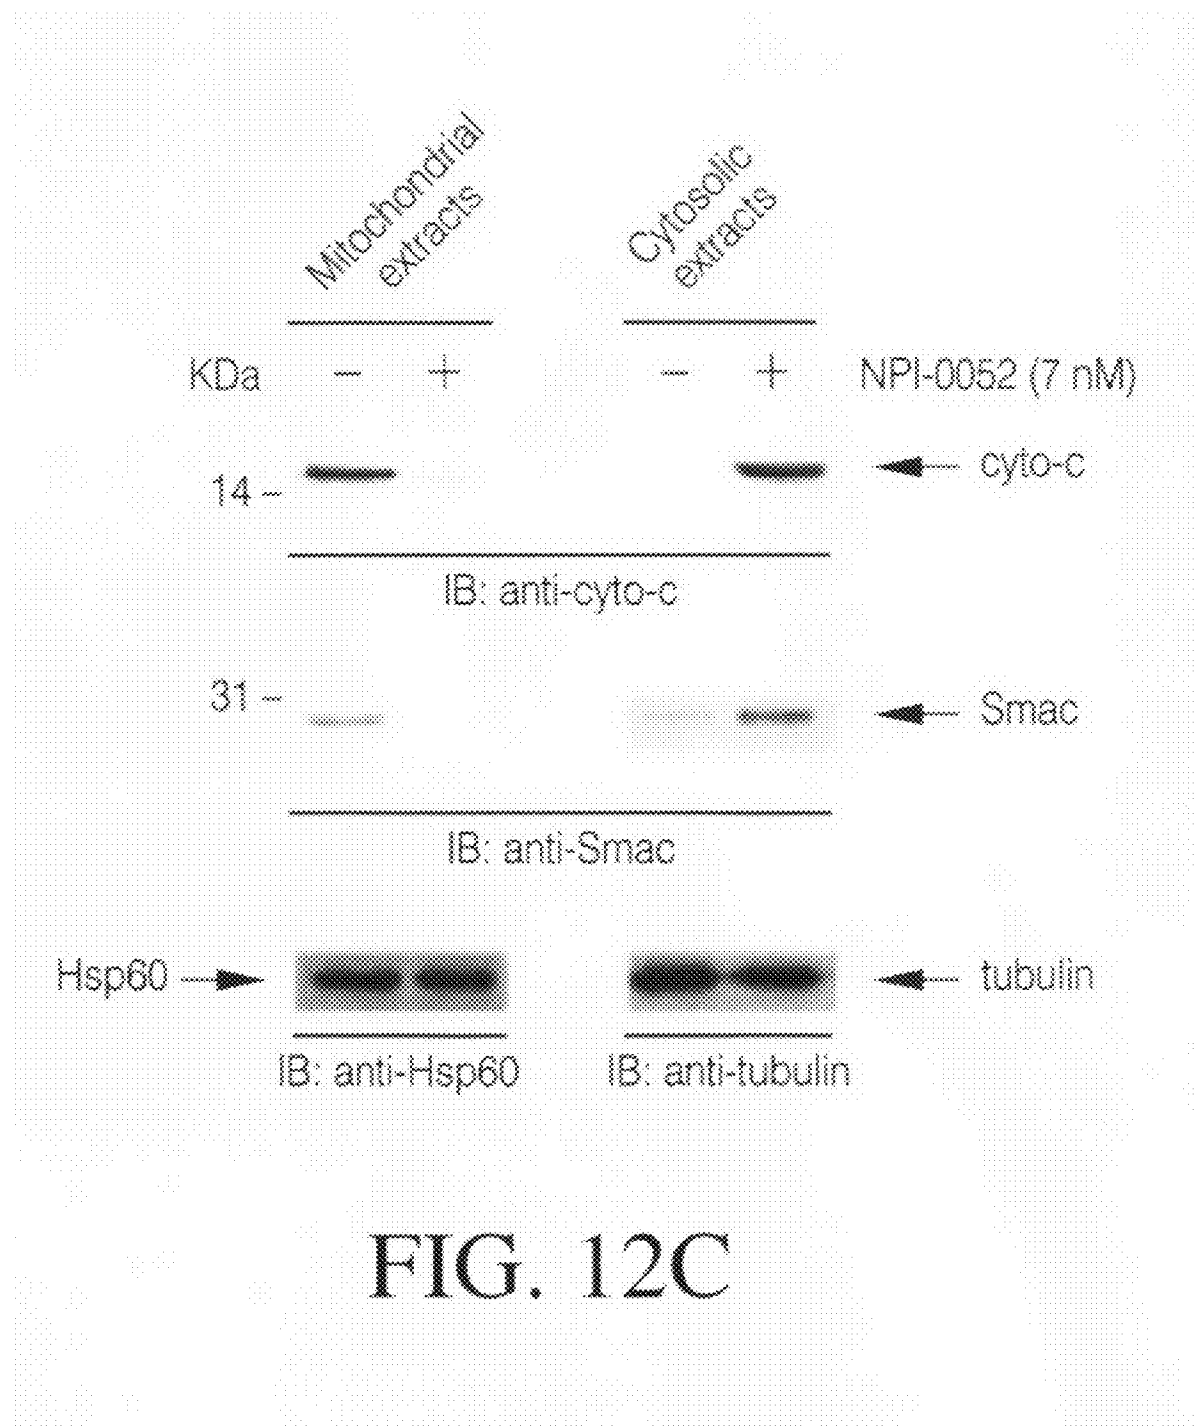 Mitochondrial
extracts
Cytosolic
extracts
KDa − + − + NPI-0052 (7 nM)
14 – cyto-c
IB: anti-cyto-c
31 – Smac
IB: anti-Smac
Hsp60 tubulin
IB: anti-Hsp60 IB: anti-tubulin
FIG. 12C